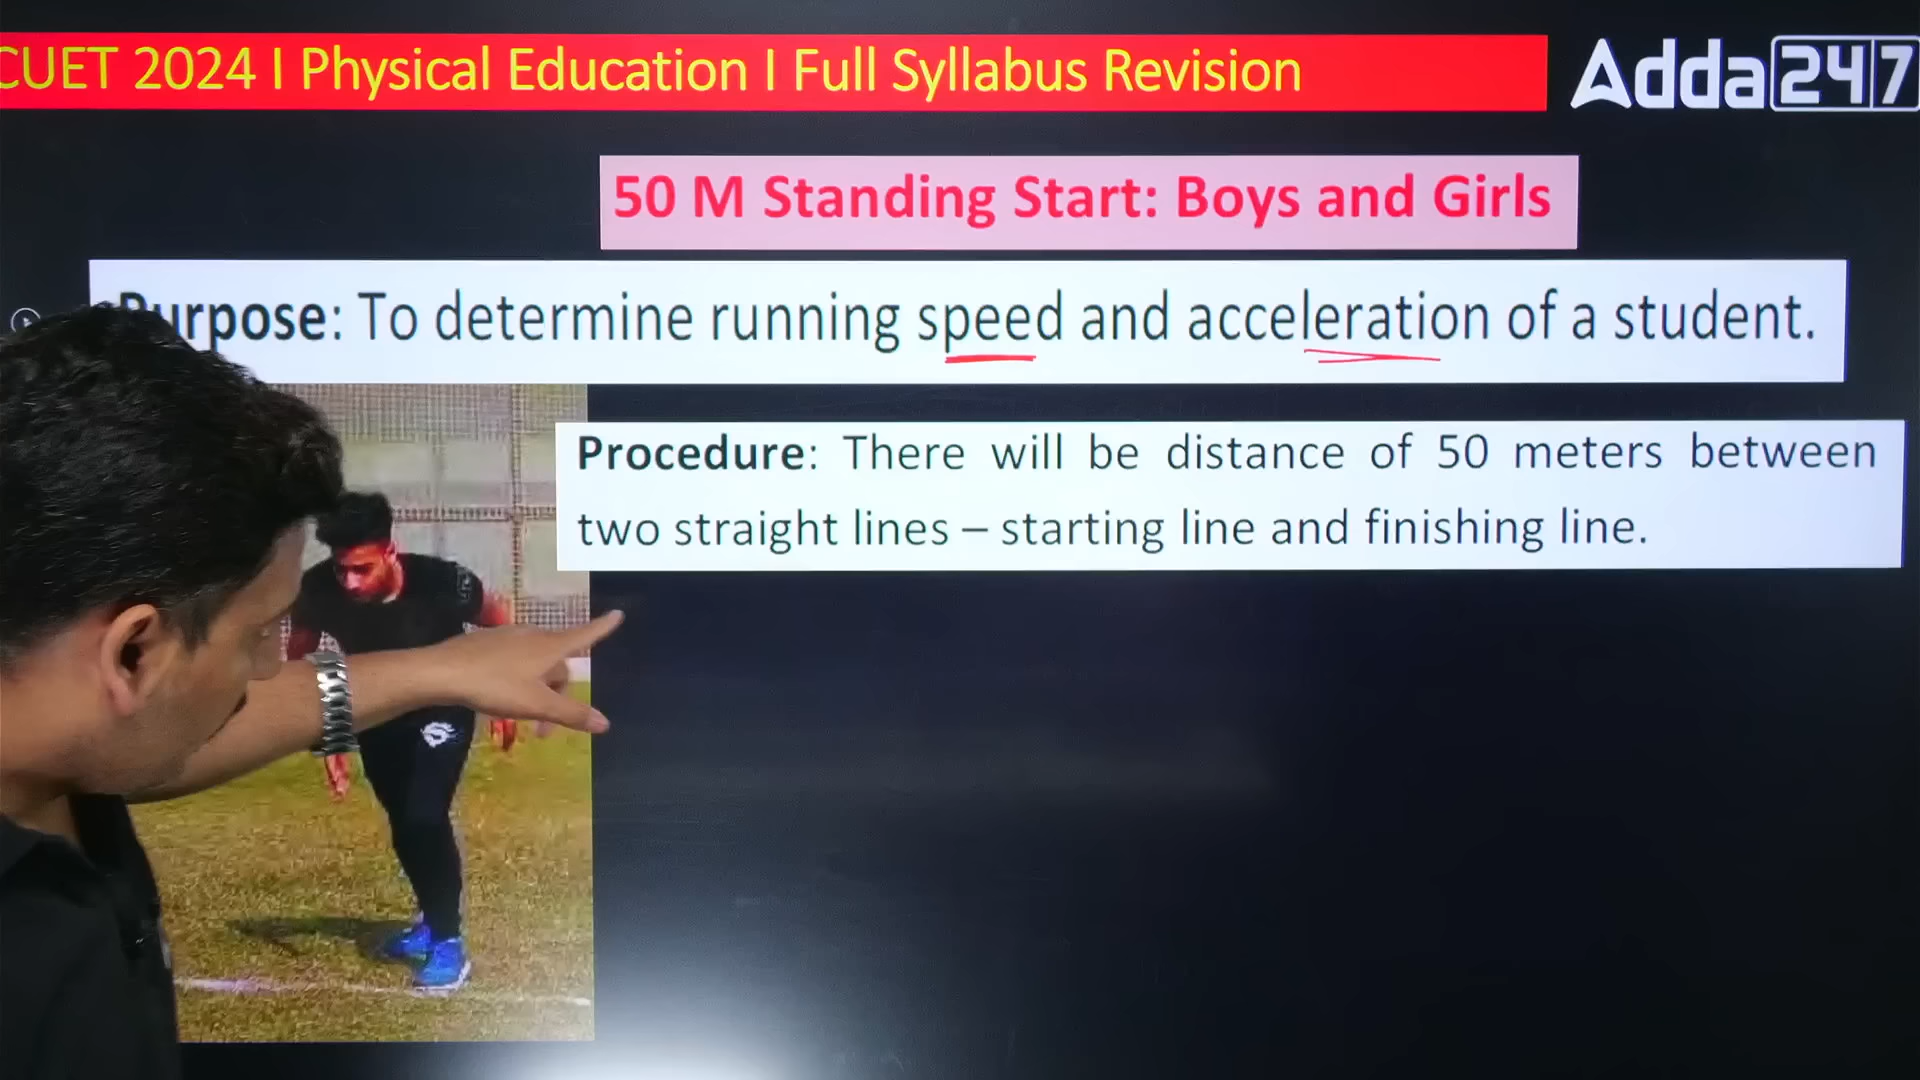 CUET 2024 I Physical Education I Full Syllabus Revision
Adda247
50 M Standing Start: Boys and Girls
Purpose: To determine running speed and acceleration of a student.
Procedure: There will be distance of 50 meters between
two straight lines – starting line and finishing line.